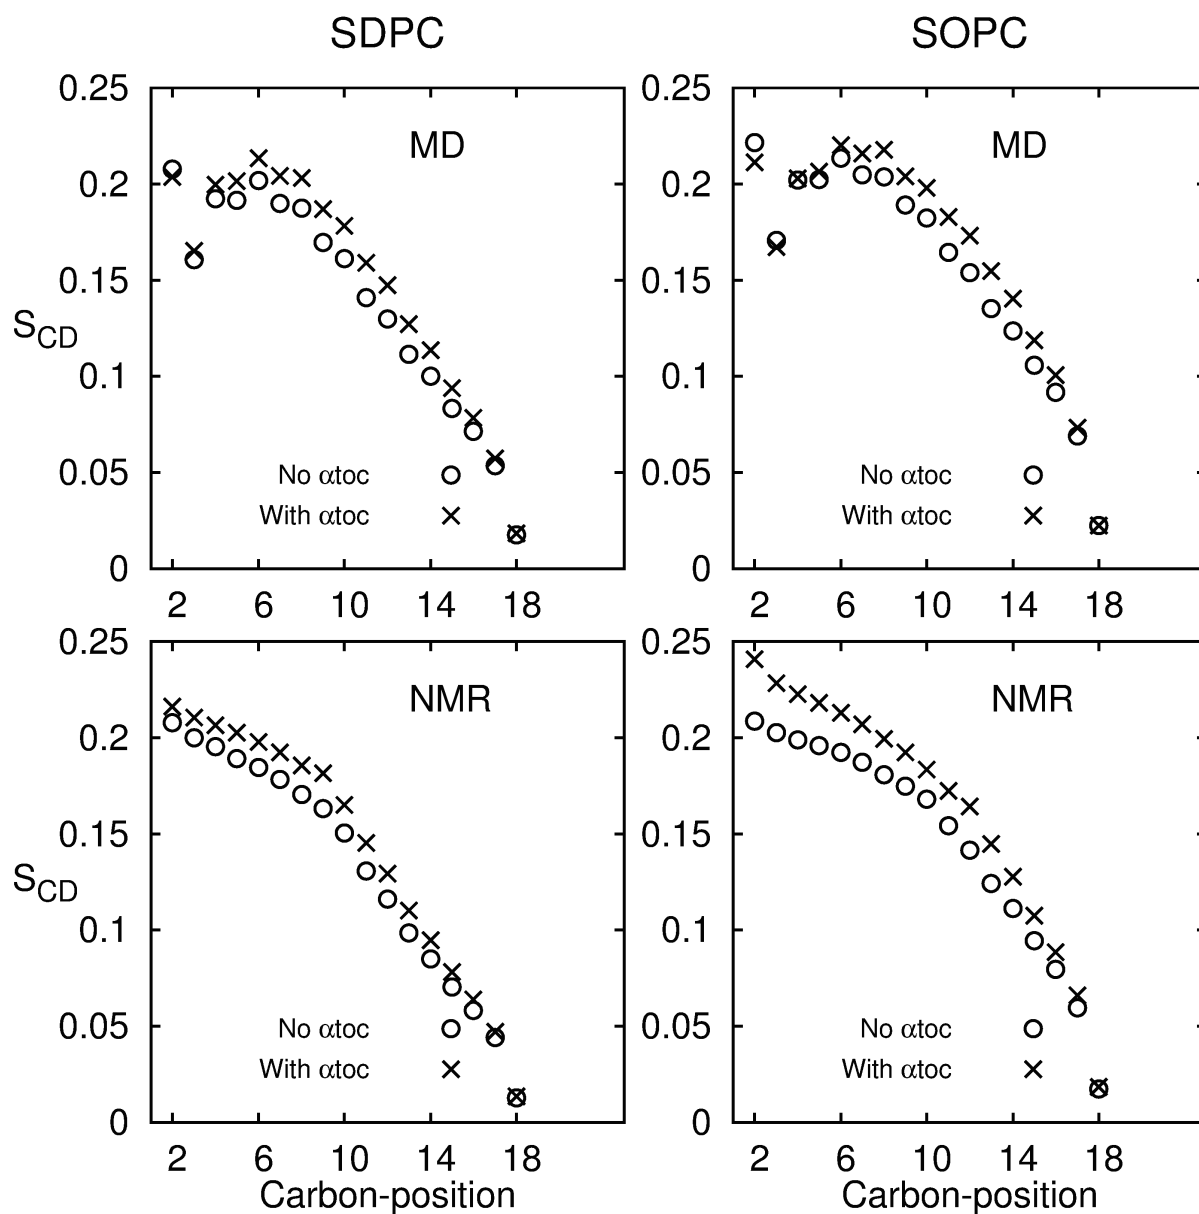 SDPC SOPC
0.25 0.25
MD MD
0.2 0.2
0.15 0.15
S_CD
0.1 0.1
0.05 0.05
No αtoc No αtoc
With αtoc With αtoc
0 0
2 6 10 14 18 2 6 10 14 18
0.25 0.25
NMR NMR
0.2 0.2
0.15 0.15
S_CD
0.1 0.1
0.05 0.05
No αtoc No αtoc
With αtoc With αtoc
0 0
2 6 10 14 18 2 6 10 14 18
Carbon-position Carbon-position